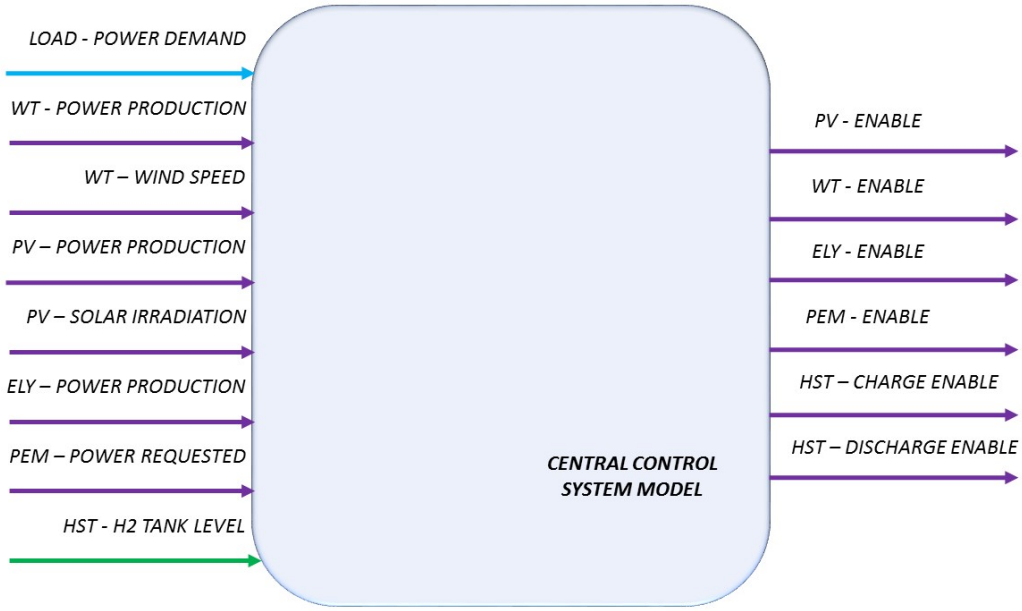 LOAD - POWER DEMAND
WT - POWER PRODUCTION
WT – WIND SPEED
PV – POWER PRODUCTION
PV – SOLAR IRRADIATION
ELY – POWER PRODUCTION
PEM – POWER REQUESTED
HST - H2 TANK LEVEL
CENTRAL CONTROL
SYSTEM MODEL
PV - ENABLE
WT - ENABLE
ELY - ENABLE
PEM - ENABLE
HST – CHARGE ENABLE
HST – DISCHARGE ENABLE